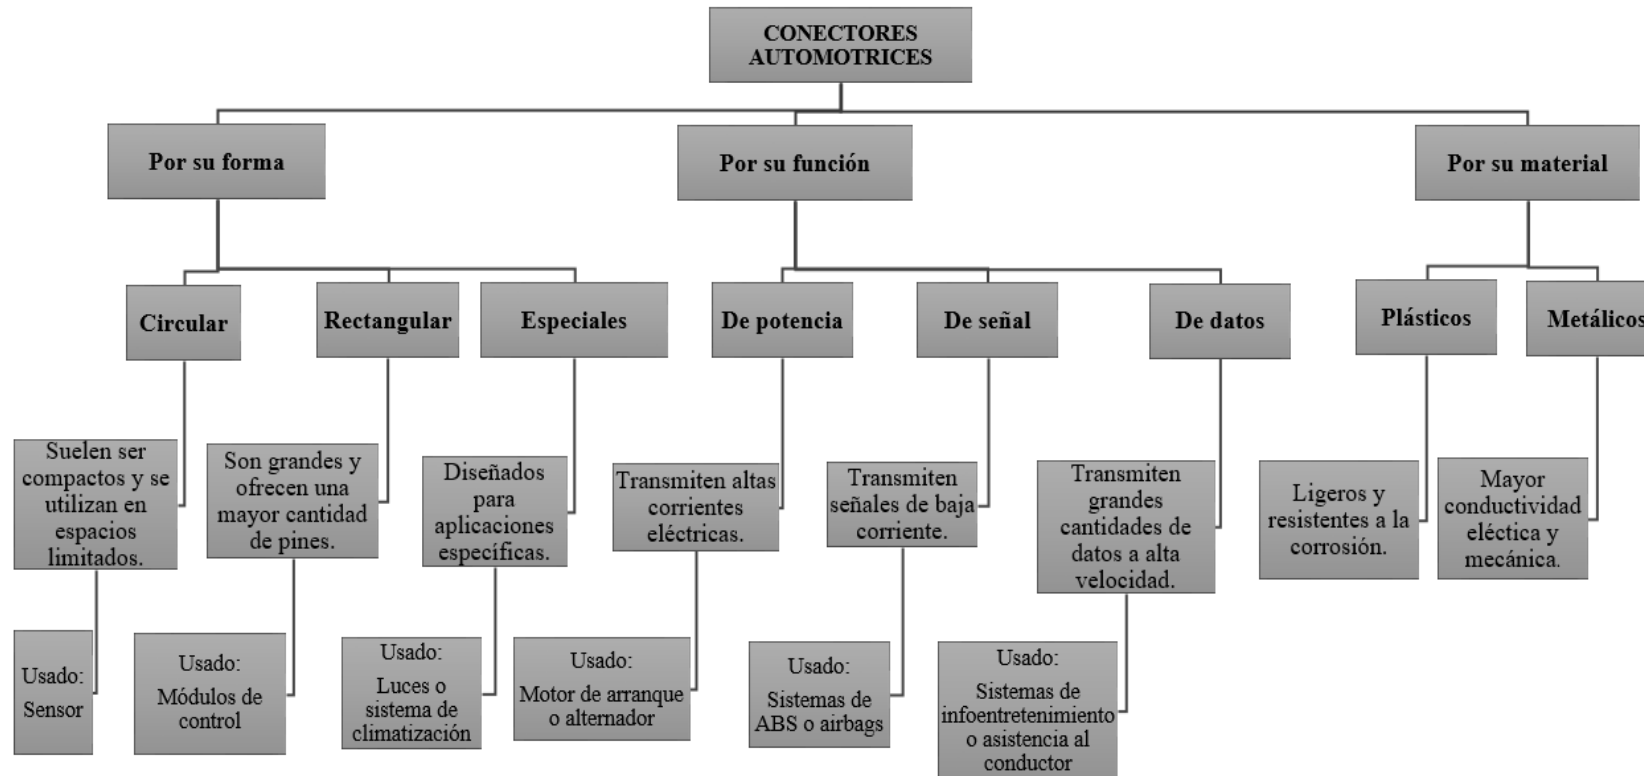 CONECTORES
AUTOMOTRICES
Por su forma
Por su función
Por su material
Circular
Rectangular
Especiales
De potencia
De señal
De datos
Plásticos
Metálicos
Suelen ser
compactos y se
utilizan en
espacios
limitados.
Son grandes y
ofrecen una
mayor cantidad
de pines.
Diseñados
para
aplicaciones
específicas.
Transmiten altas
corrientes
eléctricas.
Transmiten
señales de baja
corriente.
Transmiten
grandes
cantidades de
datos a alta
velocidad.
Ligeros y
resistentes a la
corrosión.
Mayor
conductividad
eléctica y
mecánica.
Usado:
Sensor
Usado:
Módulos de
control
Usado:
Luces o
sistema de
climatización
Usado:
Motor de arranque
o alternador
Usado:
Sistemas de
ABS o airbags
Usado:
Sistemas de
infoentretenimiento
o asistencia al
conductor